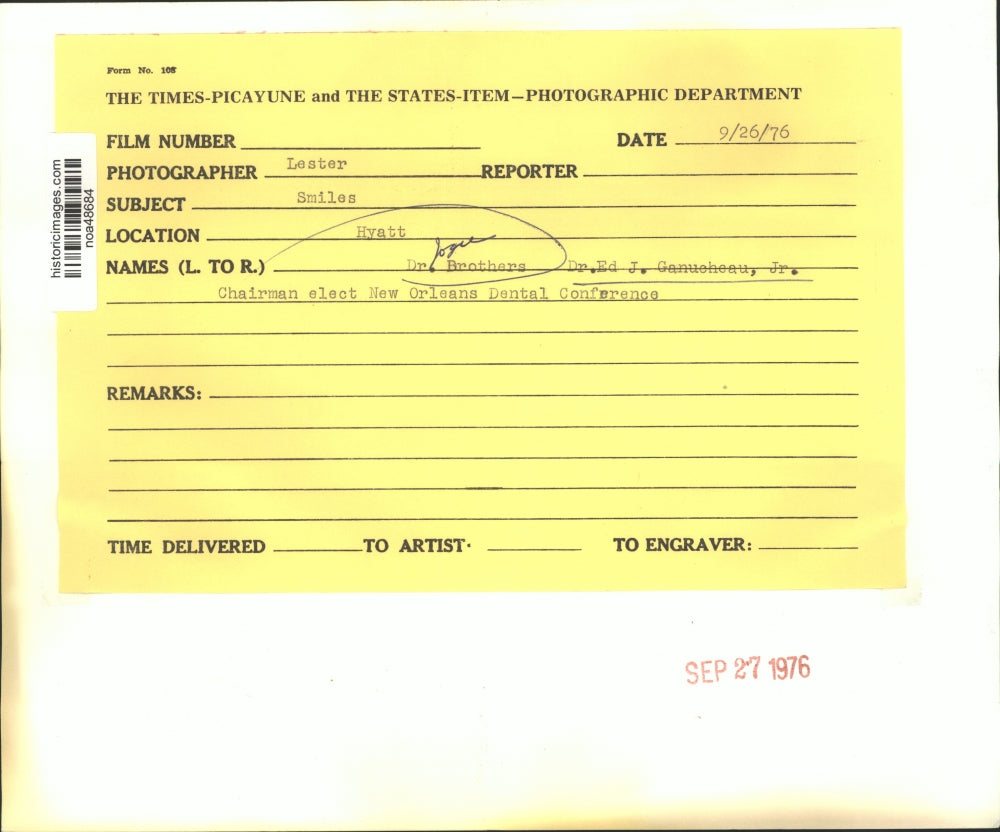 Form No. 108
THE TIMES-PICAYUNE and THE STATES-ITEM—PHOTOGRAPHIC DEPARTMENT
FILM NUMBER
DATE 9/26/76
PHOTOGRAPHER Lester REPORTER
SUBJECT Smiles
LOCATION Hyatt
Joyce
NAMES (L. TO R.) Dr. Brothers Dr.Ed J. Ganucheau, Jr.
Chairman elect New Orleans Dental Conference
REMARKS:
TIME DELIVERED TO ARTIST· TO ENGRAVER:
SEP 27 1976
historicimages.com
noa48684